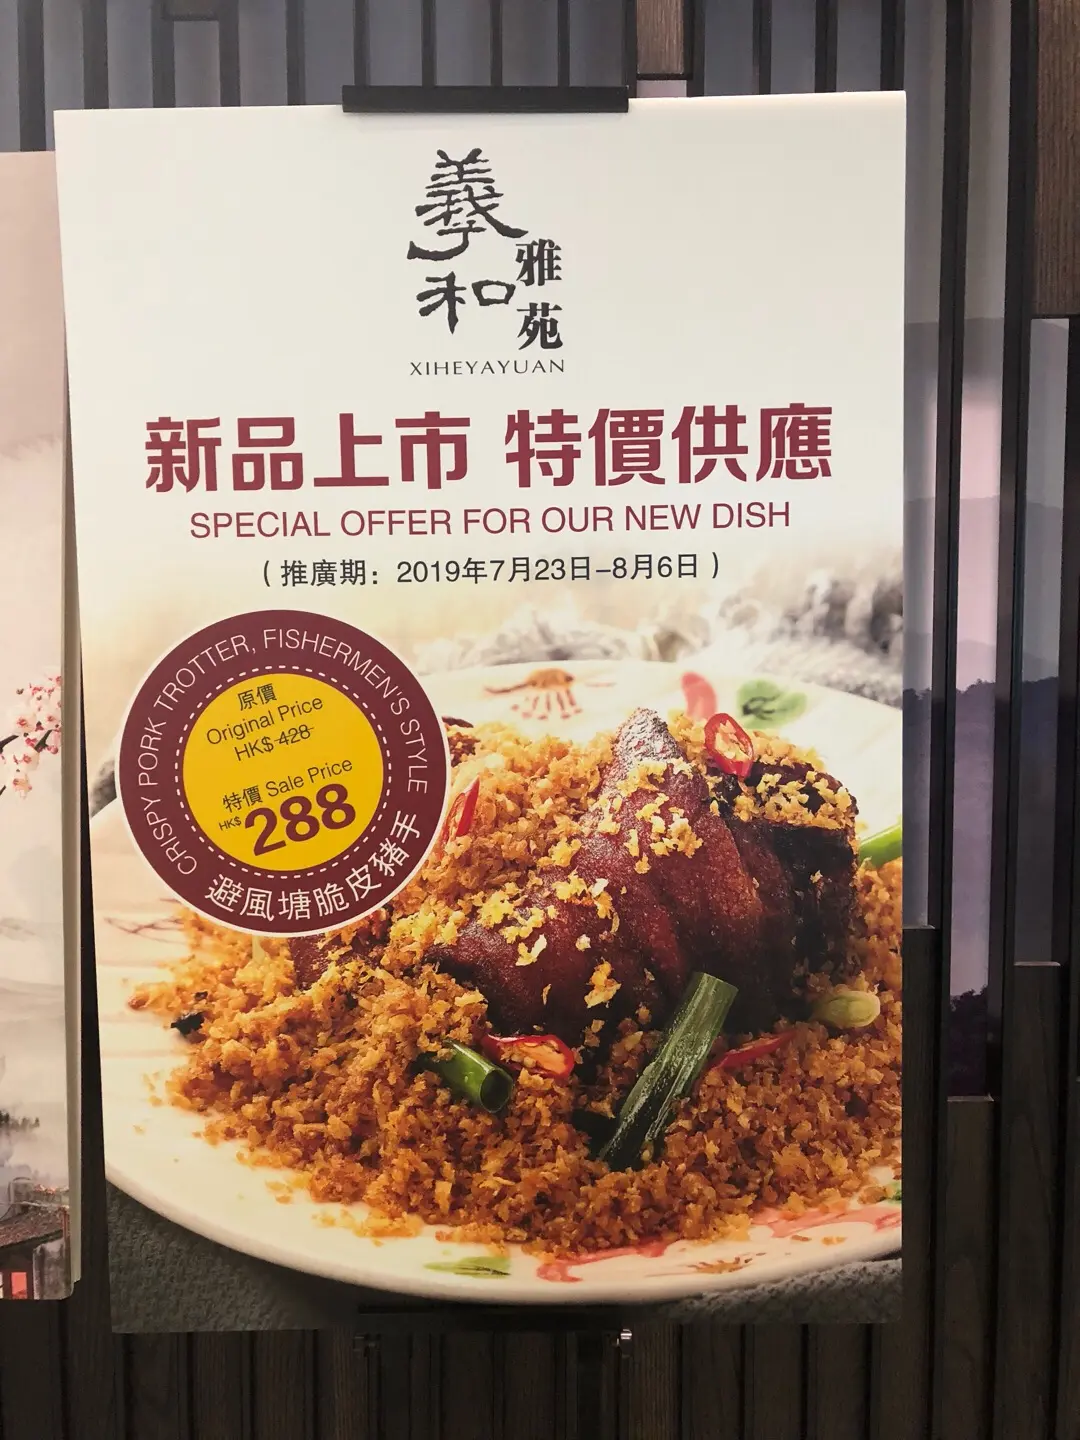 羲和
雅苑
XIHEYAYUAN
新品上市 特價供應
SPECIAL OFFER FOR OUR NEW DISH
(推廣期：2019年7月23日-8月6日)
CRISPY PORK TROTTER, FISHERMEN'S STYLE
原價
Original Price
HK$ 428
特價 Sale Price
HK$ 288
避風塘脆皮豬手